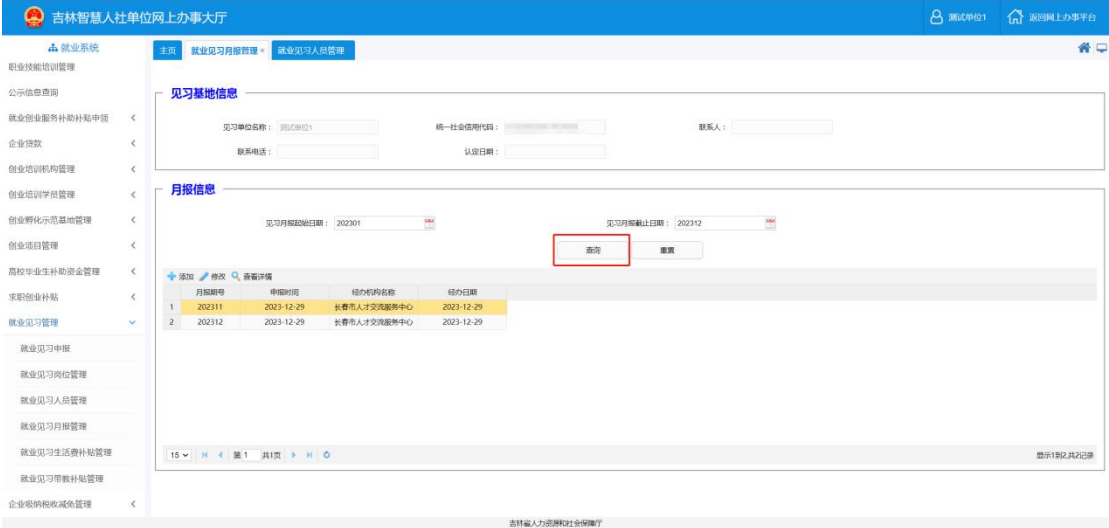 吉林智慧人社单位网上办事大厅 测试单位1 返回网上办事平台
就业系统
主页 就业见习月报管理 × 就业见习人员管理
职业技能培训管理
公示信息查询
就业创业服务补助补贴申领
企业贷款
创业培训机构管理
创业培训学员管理
创业孵化示范基地管理
创业项目管理
高校毕业生补助资金管理
求职创业补贴
就业见习管理
就业见习申报
就业见习岗位管理
就业见习人员管理
就业见习月报管理
就业见习生活费补贴管理
就业见习带教补贴管理
企业吸纳税收减免管理
见习基地信息
见习单位名称: 测试单位1 统一社会信用代码: 联系人:
联系电话: 认定日期:
月报信息
见习月报起始日期: 202301 见习月报截止日期: 202312
查询 重置
添加 修改 查看详情
月报期号 申报时间 经办机构名称 经办日期
1 202311 2023-12-29 长春市人才交流服务中心 2023-12-29
2 202312 2023-12-29 长春市人才交流服务中心 2023-12-29
15 第 1 共1页 显示1到2,共2记录
吉林省人力资源和社会保障厅